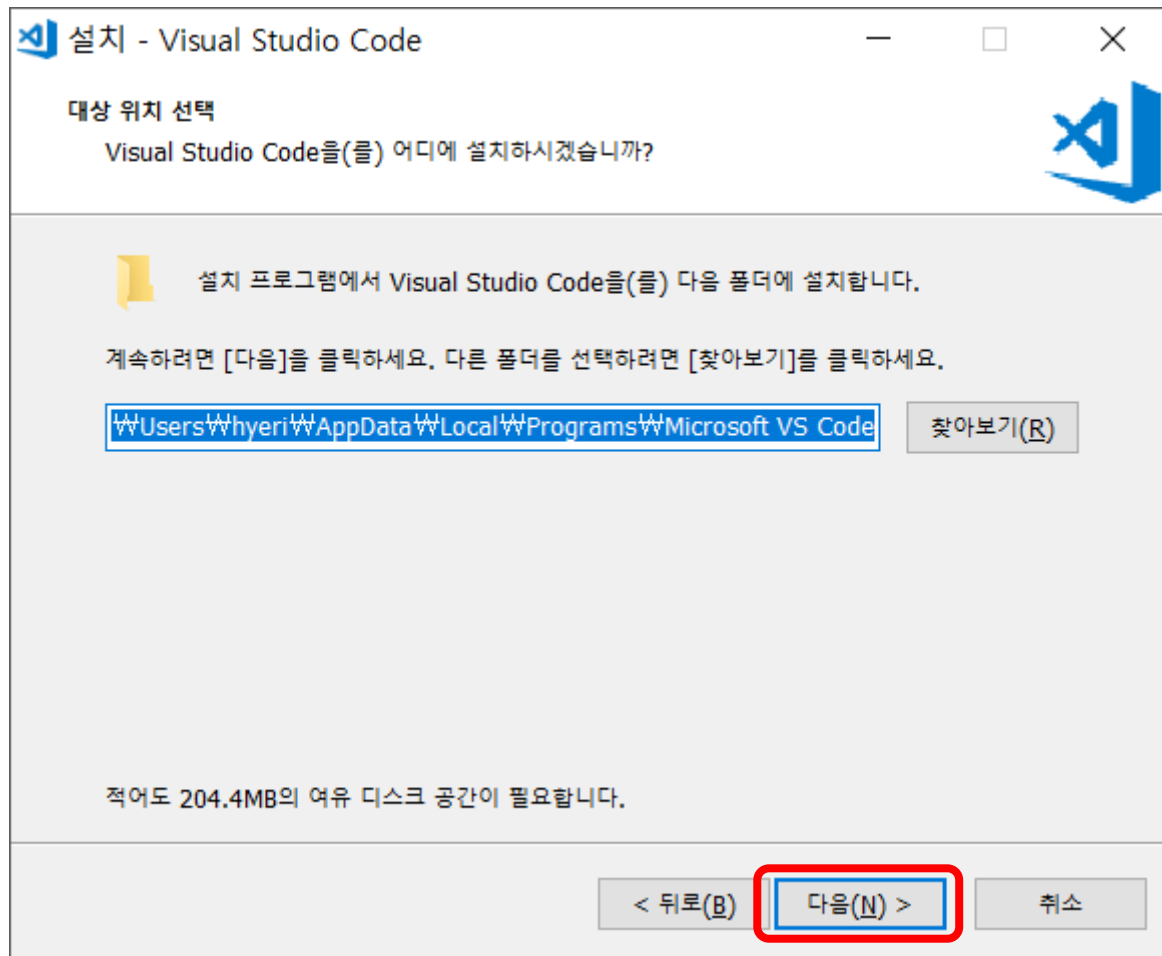 설치 - Visual Studio Code
대상 위치 선택
Visual Studio Code을(를) 어디에 설치하시겠습니까?
설치 프로그램에서 Visual Studio Code을(를) 다음 폴더에 설치합니다.
계속하려면 [다음]을 클릭하세요. 다른 폴더를 선택하려면 [찾아보기]를 클릭하세요.
₩Users₩hyeri₩AppData₩Local₩Programs₩Microsoft VS Code 찾아보기(R)
적어도 204.4MB의 여유 디스크 공간이 필요합니다.
< 뒤로(B) 다음(N) > 취소